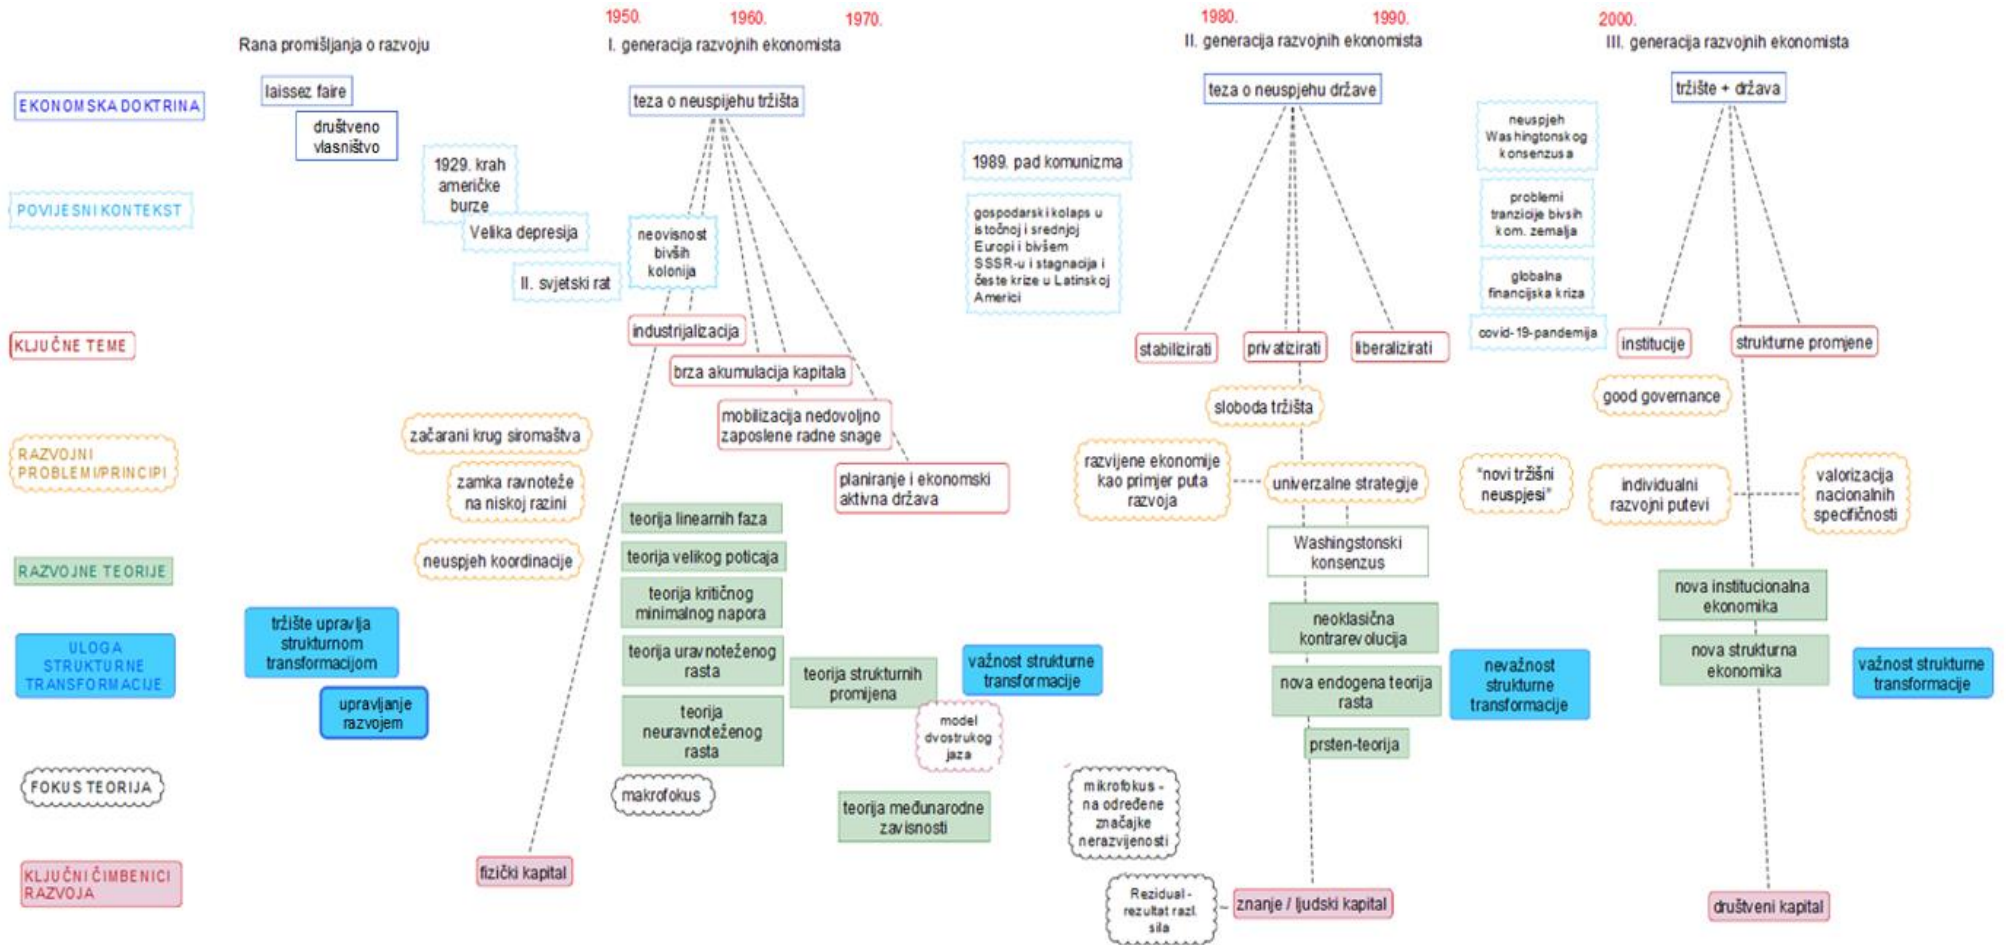 1950.
1960.
1970.
1980.
1990.
2000.
Rana promišljanja o razvoju
I. generacija razvojnih ekonomista
II. generacija razvojnih ekonomista
III. generacija razvojnih ekonomista
EKONOMSKA DOKTRINA
laissez faire
društveno
vlasništvo
teza o neuspijehu tržišta
teza o neuspjehu države
tržište + država
POVIJESNI KONTEKST
1929. krah
američke
burze
Velika depresija
II. svjetski rat
neovisnost
bivših
kolonija
1989. pad komunizma
gospodarski kolaps u
istočnoj i srednjoj
Europi i bivšem
SSSR-u i stagnacija i
česte krize u Latinskoj
Americi
neuspjeh
Washingtonskog
konsenzusa
problemi
tranzicije bivsih
kom. zemalja
globalna
financijska kriza
covid-19-pandemija
KLJUČNE TEME
industrijalizacija
brza akumulacija kapitala
mobilizacija nedovoljno
zaposlene radne snage
planiranje i ekonomski
aktivna država
stabilizirati
privatizirati
liberalizirati
institucije
strukturne promjene
RAZVOJNI
PROBLEMI/PRINCIPI
začarani krug siromaštva
zamka ravnoteže
na niskoj razini
neuspjeh koordinacije
sloboda tržišta
razvijene ekonomije
kao primjer puta
razvoja
univerzalne strategije
good governance
"novi tržišni
neuspjesi"
individualni
razvojni putevi
valorizacija
nacionalnih
specifičnosti
RAZVOJNE TEORIJE
teorija linearnih faza
teorija velikog poticaja
teorija kritičnog
minimalnog napora
teorija uravnoteženog
rasta
teorija
neuravnoteženog
rasta
teorija strukturnih
promijena
model
dvostrukog
jaza
teorija međunarodne
zavisnosti
Washingstonski
konsenzus
neoklasična
kontrarevolucija
nova endogena teorija
rasta
prsten-teorija
nova institucionalna
ekonomika
nova strukturna
ekonomika
ULOGA
STRUKTURNE
TRANSFORMACIJE
tržište upravlja
strukturnom
transformacijom
upravljanje
razvojem
važnost strukturne
transformacije
nevažnost
strukturne
transformacije
važnost strukturne
transformacije
FOKUS TEORIJA
makrofokus
mikrofokus -
na određene
značajke
nerazvijenosti
KLJUČNI ČIMBENICI
RAZVOJA
fizički kapital
Rezidual -
rezultat razl.
sila
znanje / ljudski kapital
društveni kapital